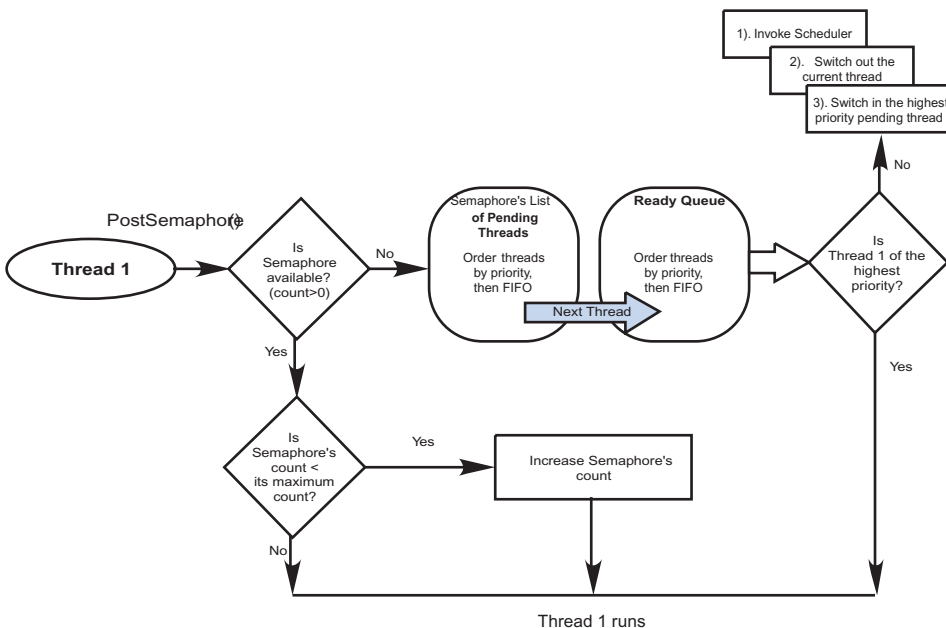 1). Invoke Scheduler
2). Switch out the
current thread
3). Switch in the highest
priority pending thread
No
PostSemaphore()
Thread 1
Is
Semaphore
available?
(count>0)
No
Semaphore's List
of Pending
Threads
Order threads
by priority,
then FIFO
Next Thread
Ready Queue
Order threads
by priority,
then FIFO
Is
Thread 1 of the
highest
priority?
Yes
Yes
Is
Semaphore's
count <
its maximum
count?
Yes
Increase Semaphore's
count
No
Thread 1 runs